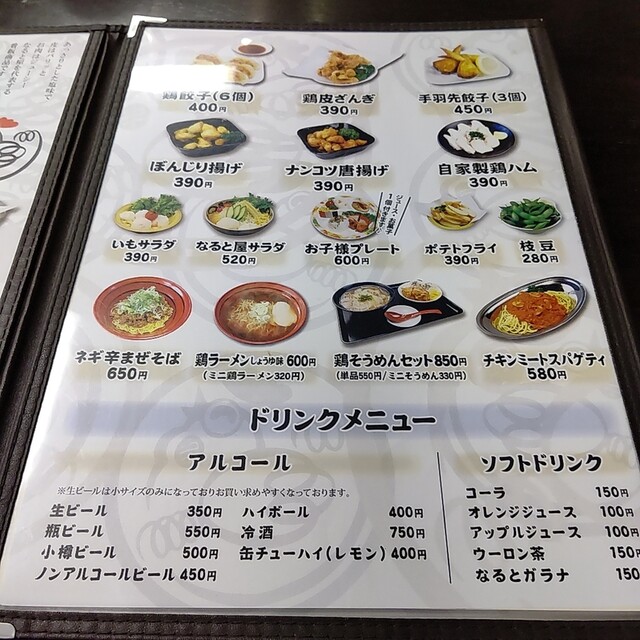 鶏餃子(6個)
400円
鶏皮ざんぎ
390円
手羽先餃子(3個)
450円
ぼんじり揚げ
390円
ナンコツ唐揚げ
390円
自家製鶏ハム
390円
いもサラダ
390円
なると屋サラダ
520円
ジュース・お菓子
1個付きます
お子様プレート
600円
ポテトフライ
390円
枝豆
280円
ネギ辛まぜそば
650円
鶏ラーメンしょうゆ味 600円
(ミニ鶏ラーメン320円)
鶏そうめんセット850円
(単品550円/ミニそうめん330円)
チキンミートスパゲティ
580円
ドリンクメニュー
アルコール
※生ビールは小サイズのみになっておりお買い求めやすくなっております。
生ビール 350円
瓶ビール 550円
小樽ビール 500円
ノンアルコールビール 450円
ハイボール 400円
冷酒 750円
缶チューハイ(レモン) 400円
ソフトドリンク
コーラ 150円
オレンジジュース 100円
アップルジュース 100円
ウーロン茶 150円
なるとガラナ 150